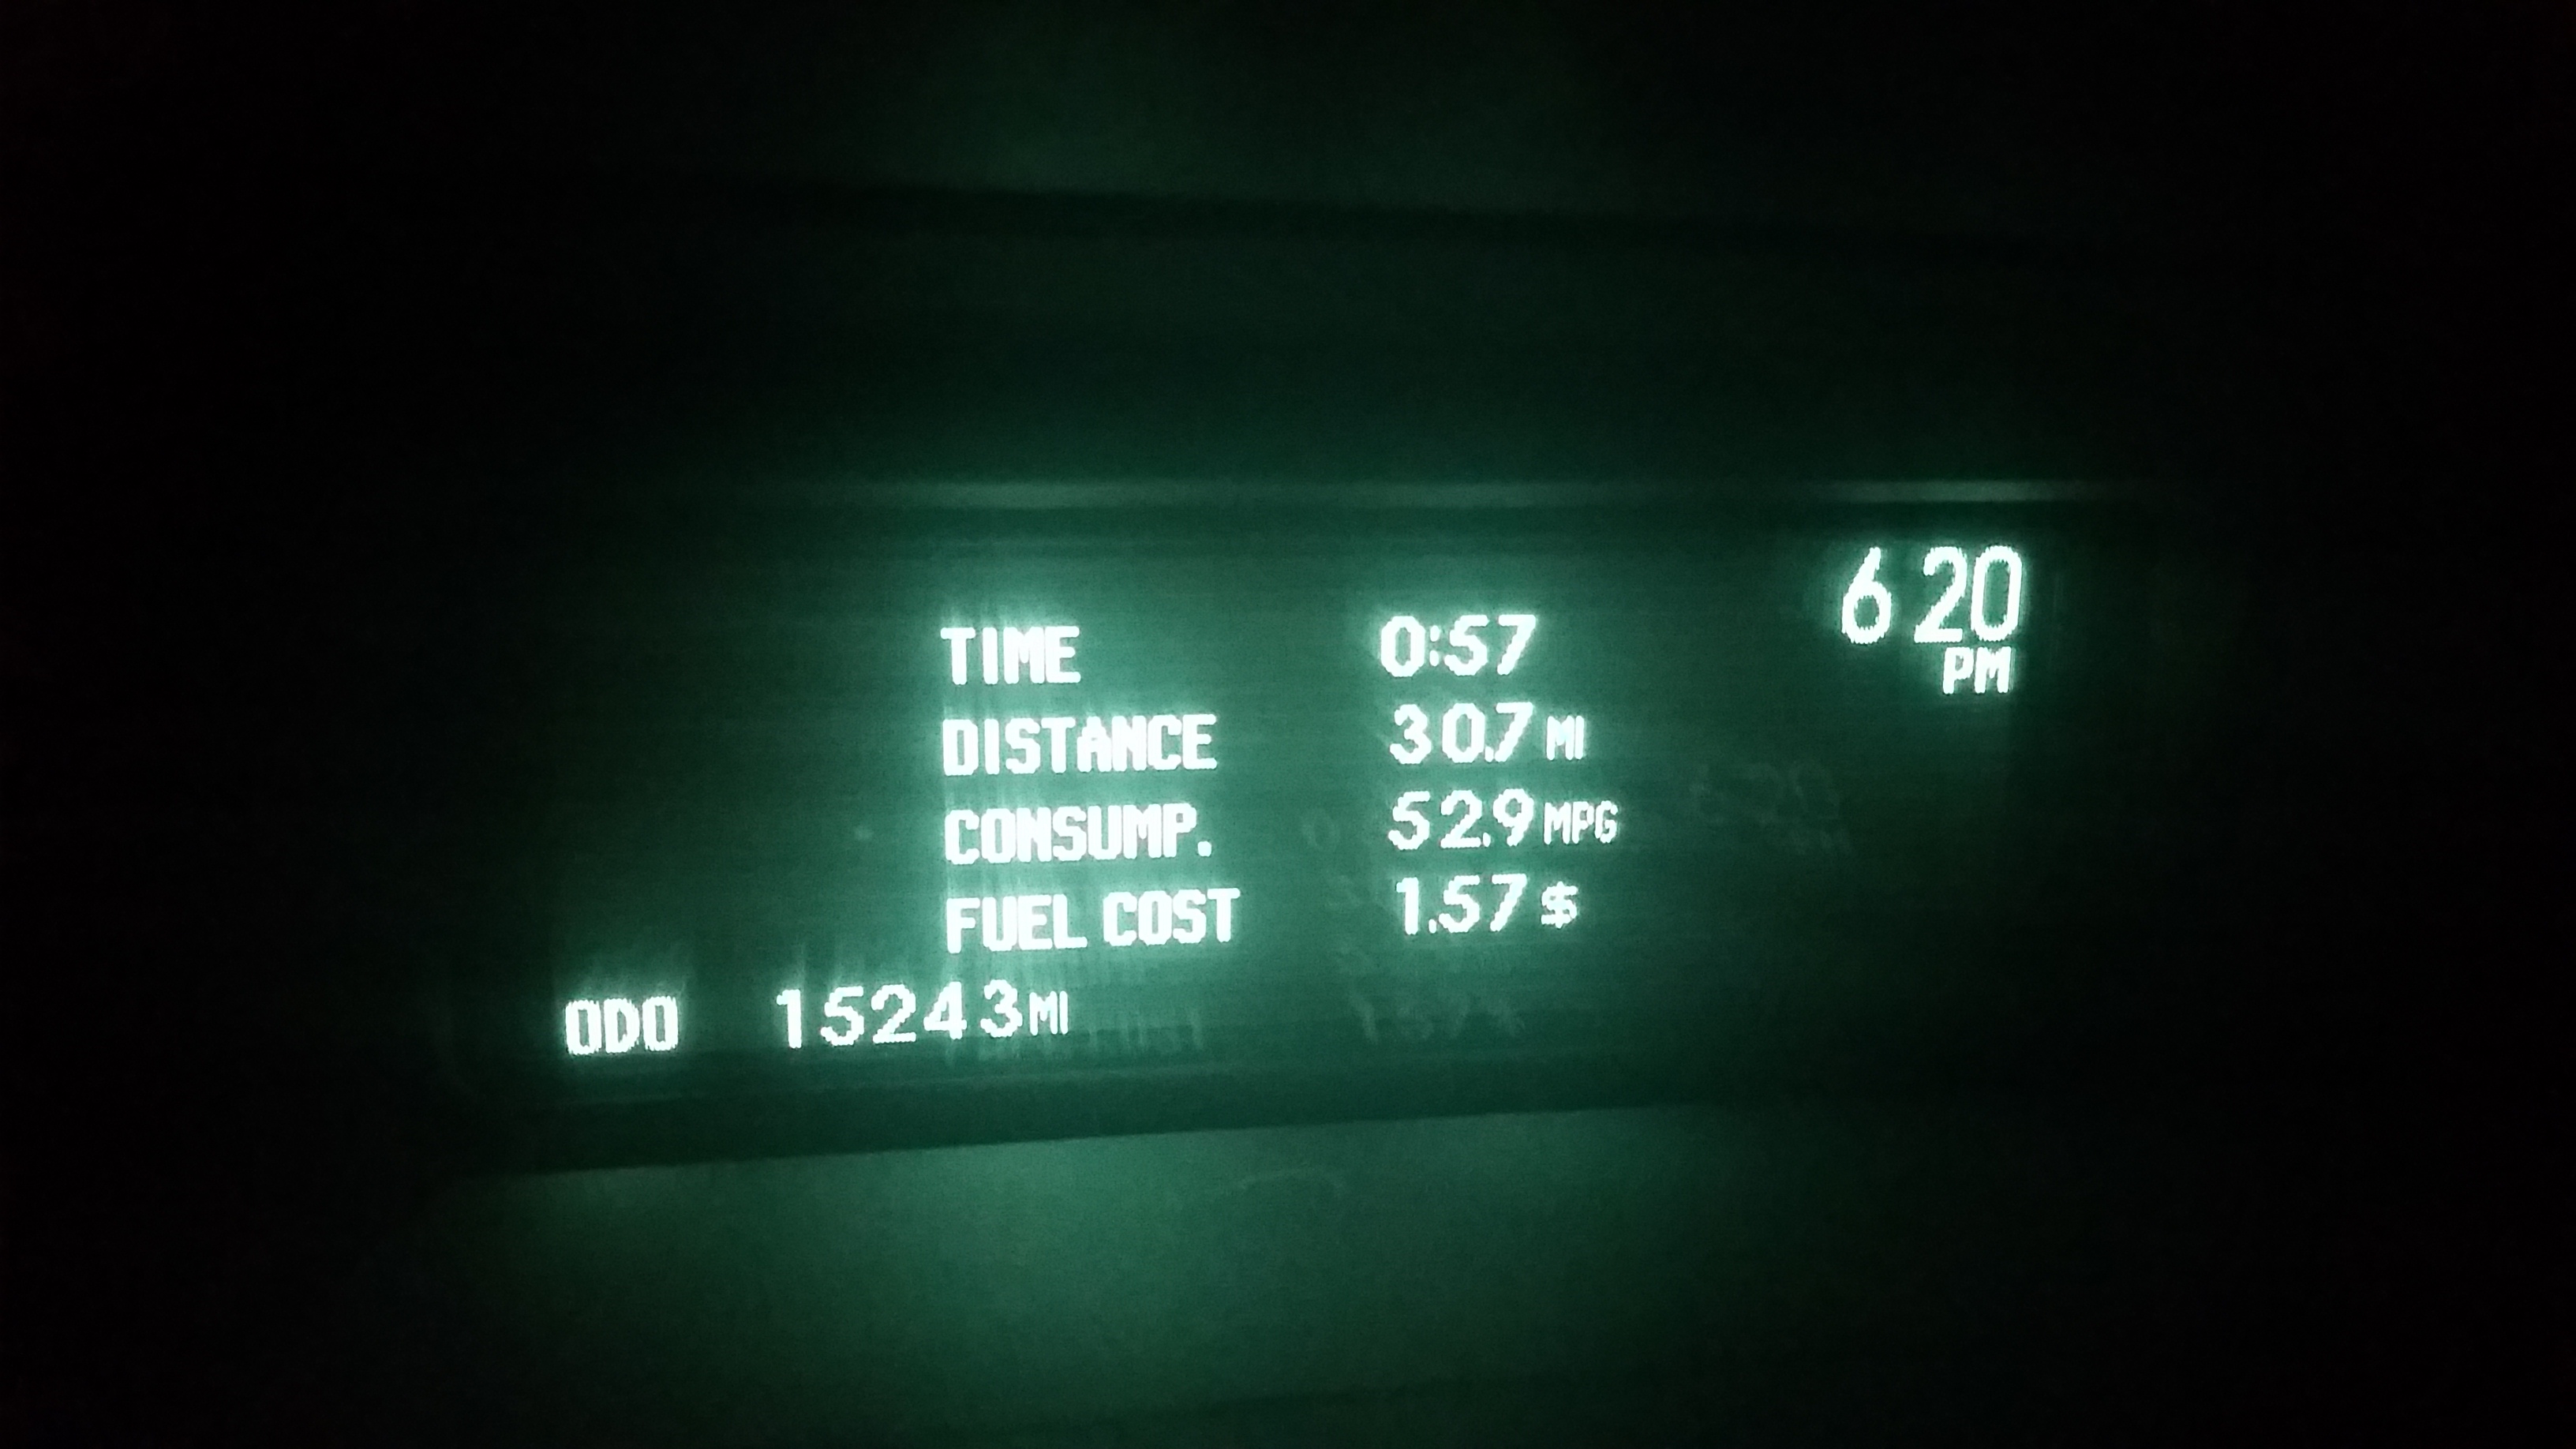 6 20
PM
TIME 0:57
DISTANCE 30.7 MI
CONSUMP. 52.9 MPG
FUEL COST 1.57 $
ODO 15243 MI